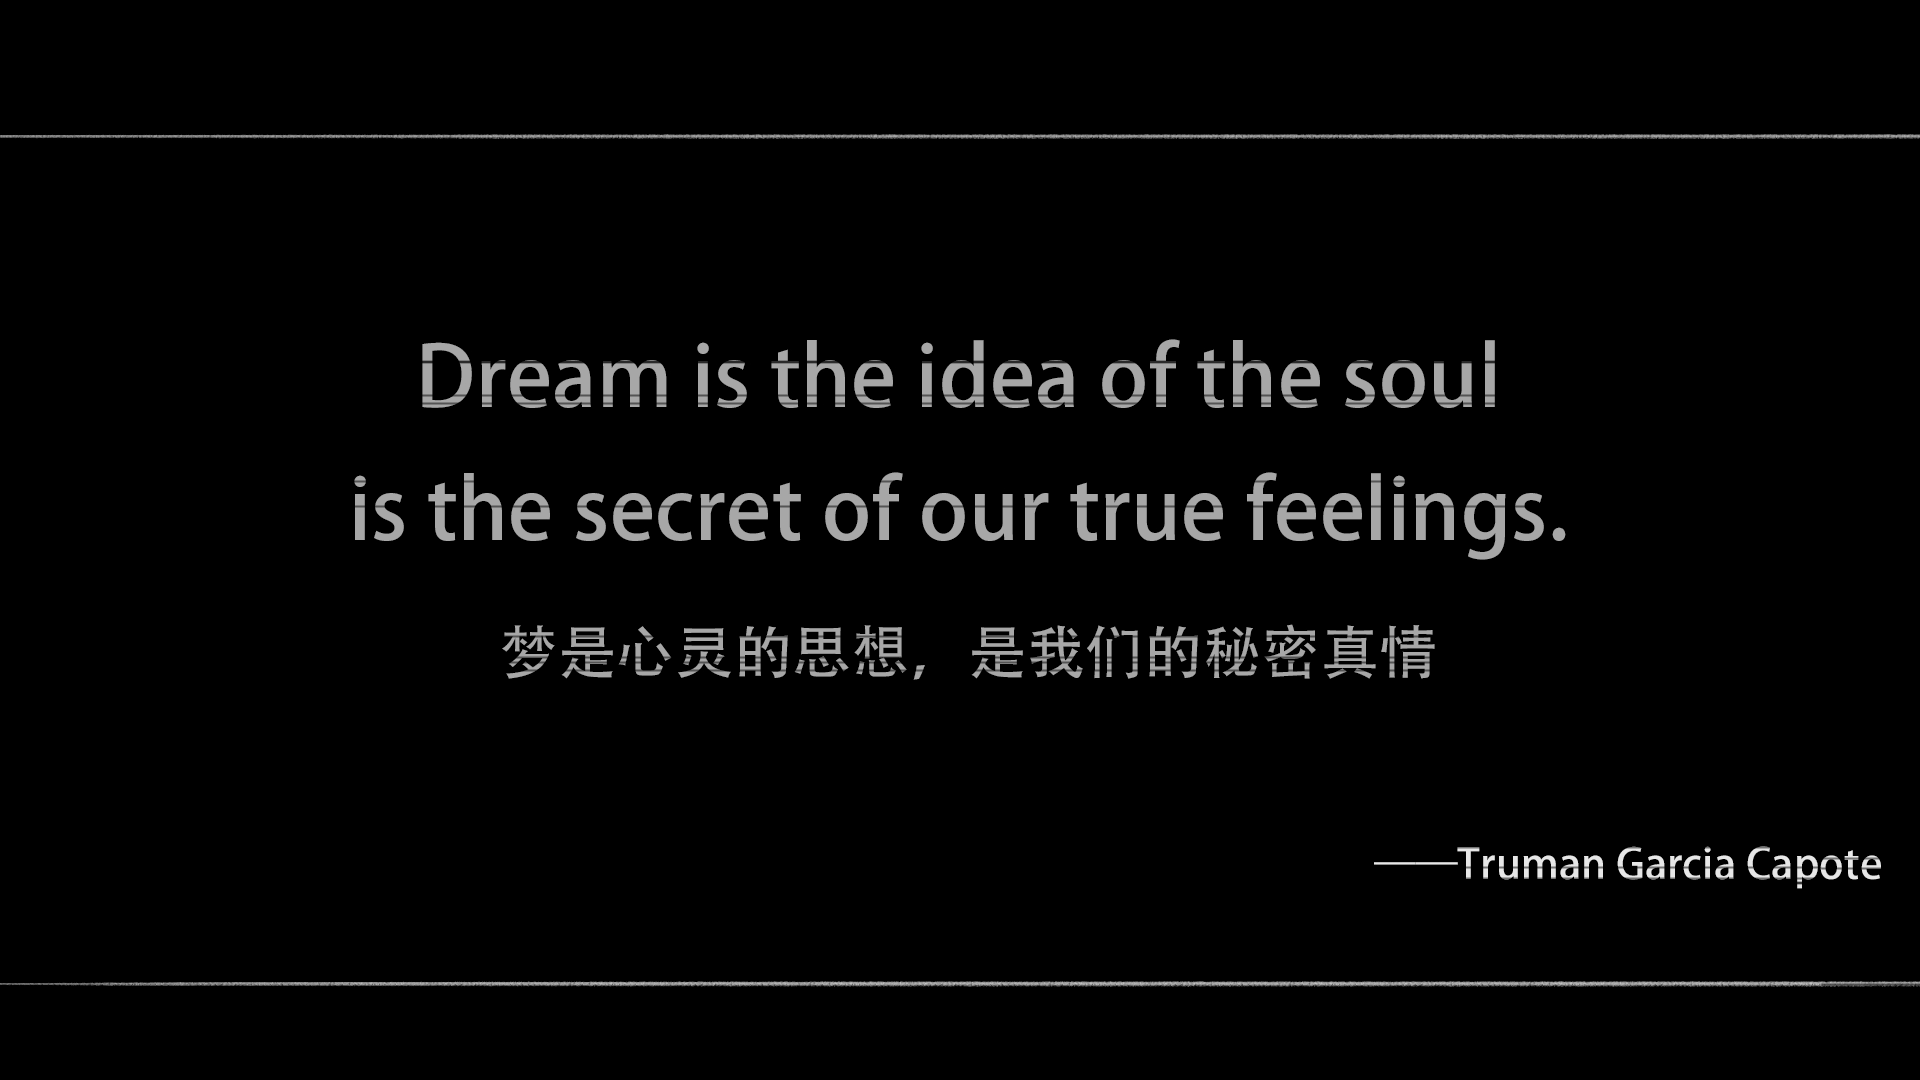 Dream is the idea of the soul
is the secret of our true feelings.
梦是心灵的思想，是我们的秘密真情
——Truman Garcia Capote